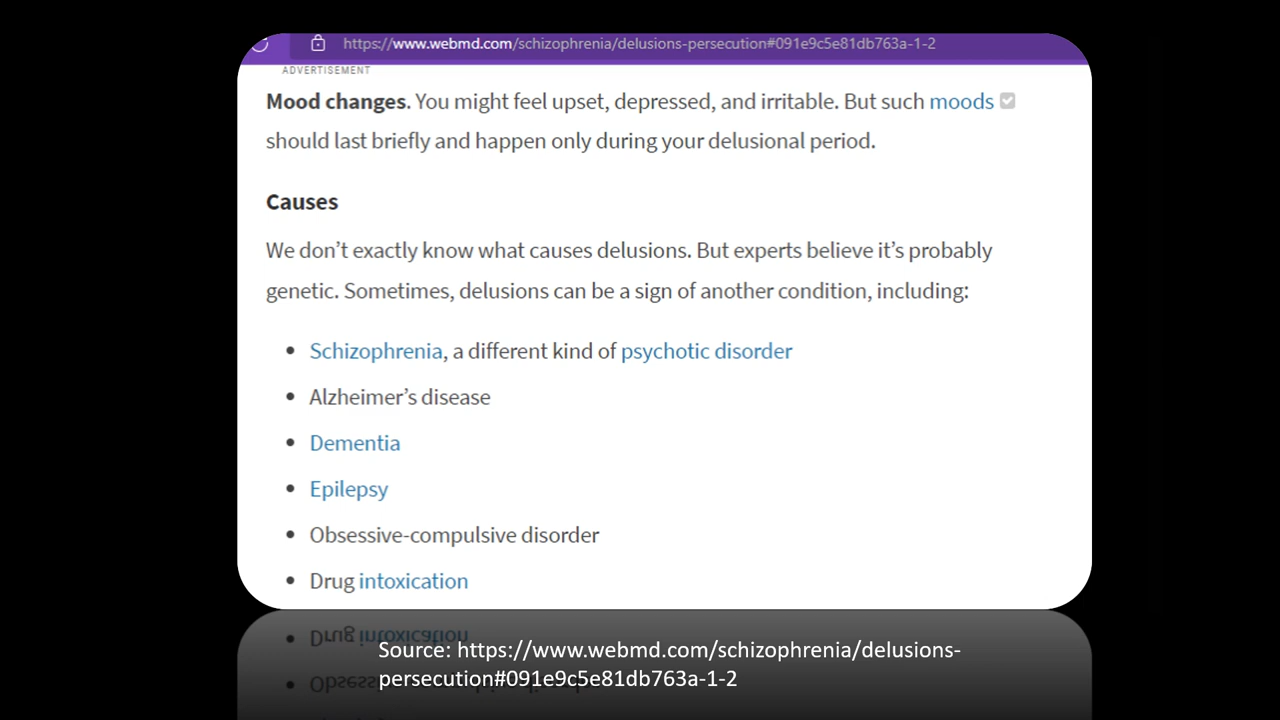 https://www.webmd.com/schizophrenia/delusions-persecution#091e9c5e81db763a-1-2
ADVERTISEMENT
Mood changes. You might feel upset, depressed, and irritable. But such moods
should last briefly and happen only during your delusional period.
Causes
We don’t exactly know what causes delusions. But experts believe it’s probably
genetic. Sometimes, delusions can be a sign of another condition, including:
• Schizophrenia, a different kind of psychotic disorder
• Alzheimer’s disease
• Dementia
• Epilepsy
• Obsessive-compulsive disorder
• Drug intoxication
Source: https://www.webmd.com/schizophrenia/delusions-
persecution#091e9c5e81db763a-1-2